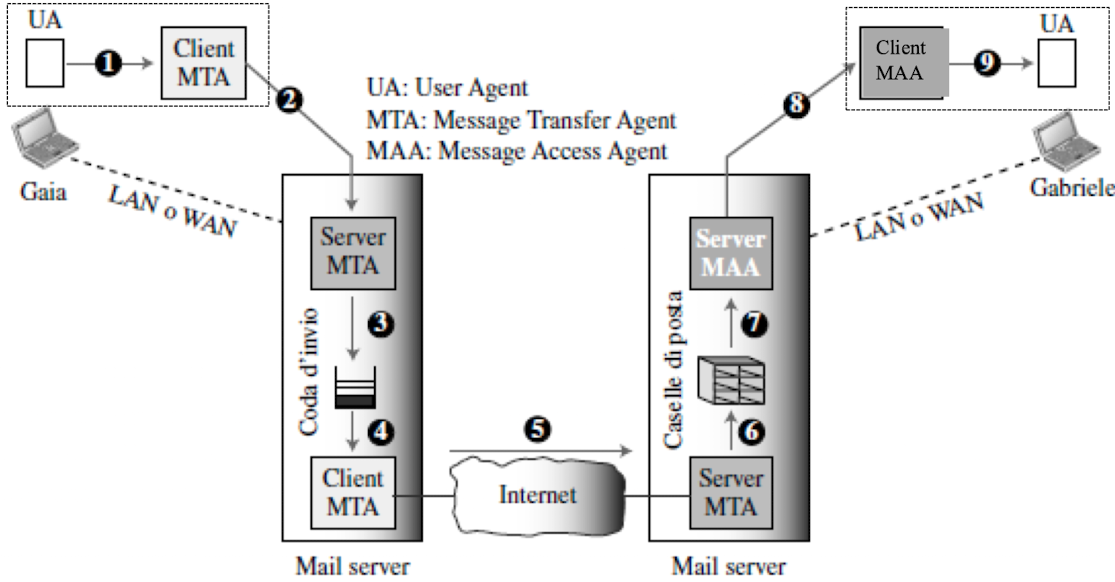 UA
1
Client
MTA
2
UA: User Agent
MTA: Message Transfer Agent
MAA: Message Access Agent
8
Client
MAA
9
UA
Gaia
LAN o WAN
Gabriele
LAN o WAN
Server
MTA
3
Coda d'invio
4
Client
MTA
Mail server
5
Internet
Server
MAA
7
Caselle di posta
6
Server
MTA
Mail server